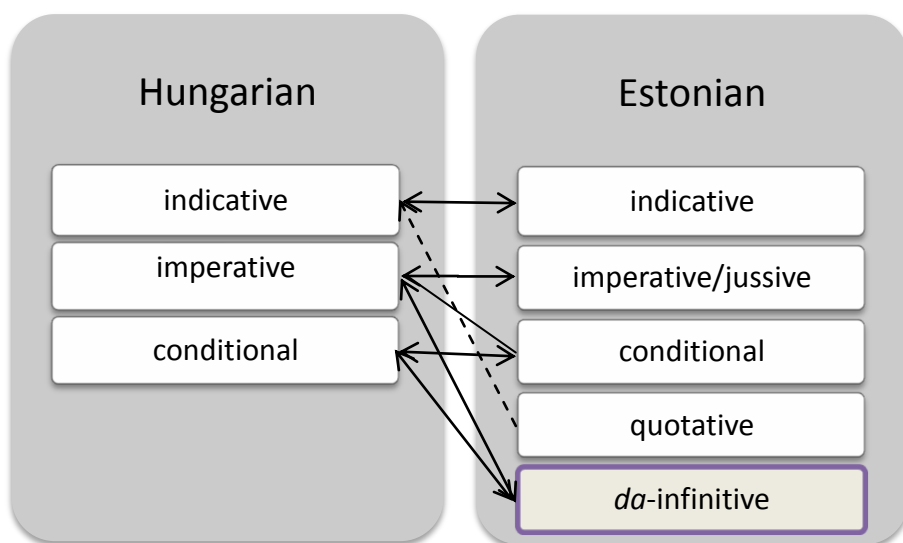 Hungarian
indicative
imperative
conditional
Estonian
indicative
imperative/jussive
conditional
quotative
da-infinitive